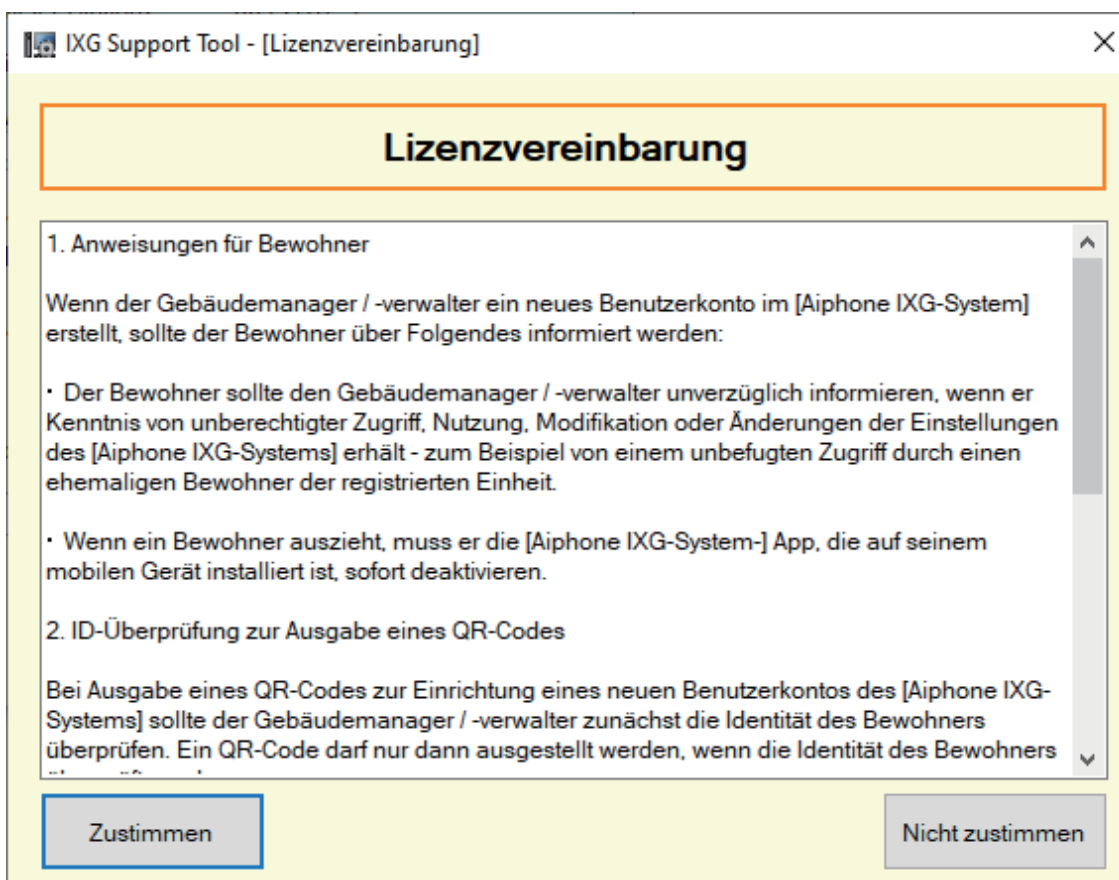 IXG Support Tool - [Lizenzvereinbarung]
Lizenzvereinbarung
1. Anweisungen für Bewohner
Wenn der Gebäudemanager / -verwalter ein neues Benutzerkonto im [Aiphone IXG-System]
erstellt, sollte der Bewohner über Folgendes informiert werden:
· Der Bewohner sollte den Gebäudemanager / -verwalter unverzüglich informieren, wenn er
Kenntnis von unberechtigter Zugriff, Nutzung, Modifikation oder Änderungen der Einstellungen
des [Aiphone IXG-Systems] erhält - zum Beispiel von einem unbefugten Zugriff durch einen
ehemaligen Bewohner der registrierten Einheit.
· Wenn ein Bewohner auszieht, muss er die [Aiphone IXG-System-] App, die auf seinem
mobilen Gerät installiert ist, sofort deaktivieren.
2. ID-Überprüfung zur Ausgabe eines QR-Codes
Bei Ausgabe eines QR-Codes zur Einrichtung eines neuen Benutzerkontos des [Aiphone IXG-
Systems] sollte der Gebäudemanager / -verwalter zunächst die Identität des Bewohners
überprüfen. Ein QR-Code darf nur dann ausgestellt werden, wenn die Identität des Bewohners
Zustimmen
Nicht zustimmen